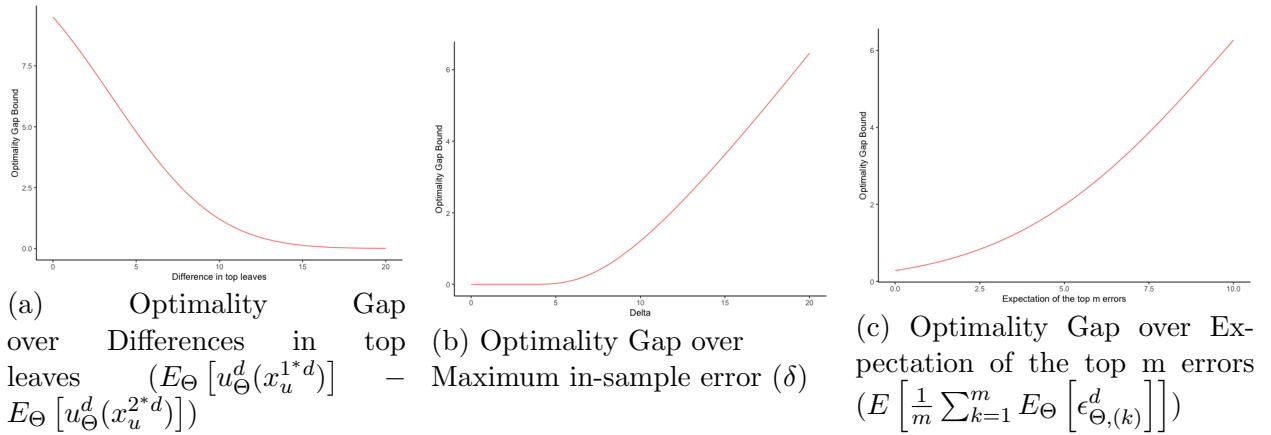 Optimality Gap Bound
7.5
5.0
2.5
0.0
0
5
10
15
20
Difference in top leaves
(a) Optimality Gap
over Differences in top
leaves (E_Θ [u^d_Θ(x^{1*d}_u)] −
E_Θ [u^d_Θ(x^{2*d}_u)])
Optimality Gap Bound
6
4
2
0
0
5
10
15
20
Delta
(b) Optimality Gap over
Maximum in-sample error (δ)
Optimality Gap Bound
6
4
2
0
0.0
2.5
5.0
7.5
10.0
Expectation of the top m errors
(c) Optimality Gap over Ex-
pectation of the top m errors
(E [1/m ∑^m_{k=1} E_Θ [ϵ^d_{Θ,(k)}]])